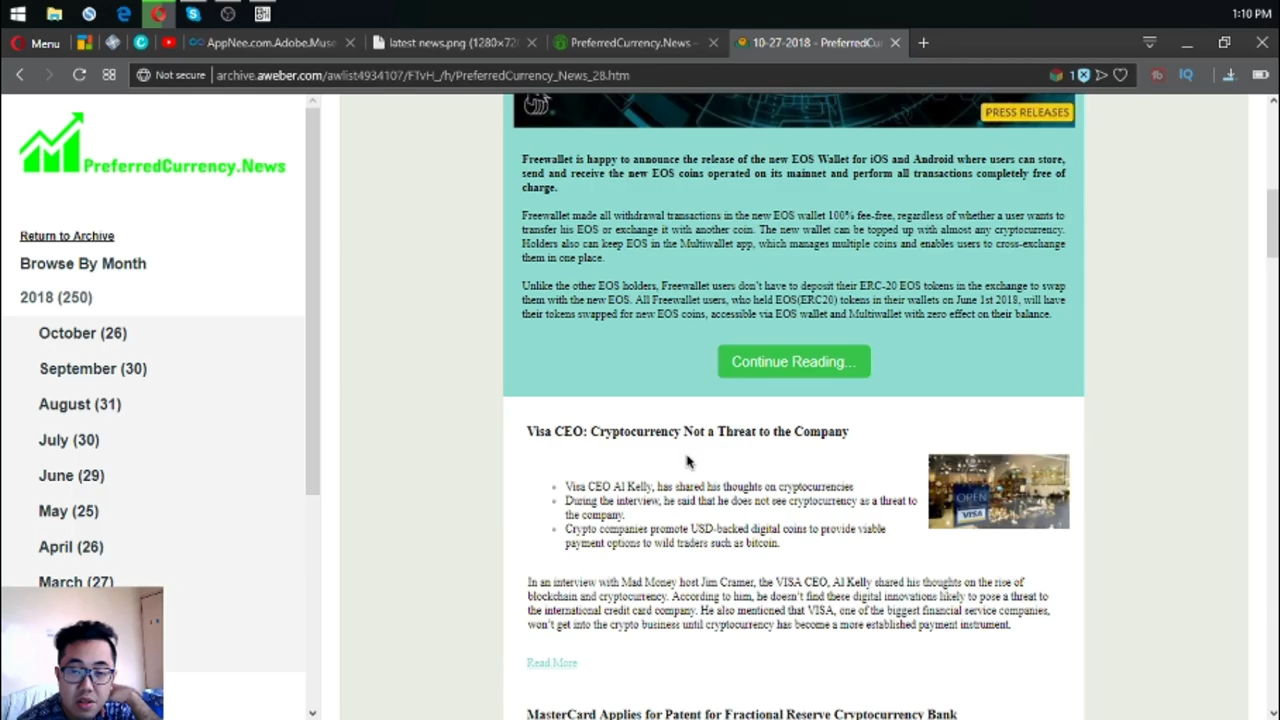 1:10 PM
Menu
AppNee.com.Adobe.Muse
latest news.png (1280×72
PreferredCurrency.News –
10-27-2018 - PreferredCu
Not secure
archive.aweber.com/awlist4934107/FTvH_/h/PreferredCurrency_News_28.htm
1
IQ
PreferredCurrency.News
Return to Archive
Browse By Month
2018 (250)
October (26)
September (30)
August (31)
July (30)
June (29)
May (25)
April (26)
March (27)
PRESS RELEASES
Freewallet is happy to announce the release of the new EOS Wallet for iOS and Android where users can store,
send and receive the new EOS coins operated on its mainnet and perform all transactions completely free of
charge.
Freewallet made all withdrawal transactions in the new EOS wallet 100% fee-free, regardless of whether a user wants to
transfer his EOS or exchange it with another coin. The new wallet can be topped up with almost any cryptocurrency.
Holders also can keep EOS in the Multiwallet app, which manages multiple coins and enables users to cross-exchange
them in one place.
Unlike the other EOS holders, Freewallet users don't have to deposit their ERC-20 EOS tokens in the exchange to swap
them with the new EOS. All Freewallet users, who held EOS(ERC20) tokens in their wallets on June 1st 2018, will have
their tokens swapped for new EOS coins, accessible via EOS wallet and Multiwallet with zero effect on their balance.
Continue Reading...
Visa CEO: Cryptocurrency Not a Threat to the Company
Visa CEO Al Kelly, has shared his thoughts on cryptocurrencies
During the interview, he said that he does not see cryptocurrency as a threat to
the company.
Crypto companies promote USD-backed digital coins to provide viable
payment options to wild traders such as bitcoin.
OPEN
VISA
In an interview with Mad Money host Jim Cramer, the VISA CEO, Al Kelly shared his thoughts on the rise of
blockchain and cryptocurrency. According to him, he doesn't find these digital innovations likely to pose a threat to
the international credit card company. He also mentioned that VISA, one of the biggest financial service companies,
won't get into the crypto business until cryptocurrency has become a more established payment instrument.
Read More
MasterCard Applies for Patent for Fractional Reserve Cryptocurrency Bank